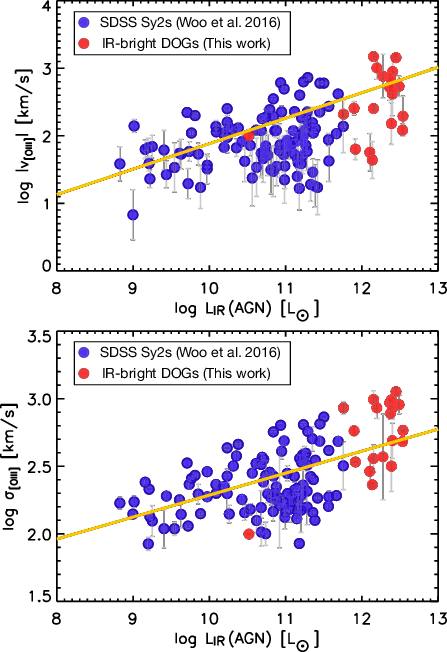 4
3
2
1
0
log |v[OIII]| [km/s]
SDSS Sy2s (Woo et al. 2016)
IR-bright DOGs (This work)
8 9 10 11 12 13
log LIR(AGN) [L⊙]
3.5
3.0
2.5
2.0
1.5
log σ[OIII] [km/s]
SDSS Sy2s (Woo et al. 2016)
IR-bright DOGs (This work)
8 9 10 11 12 13
log LIR(AGN) [L⊙]